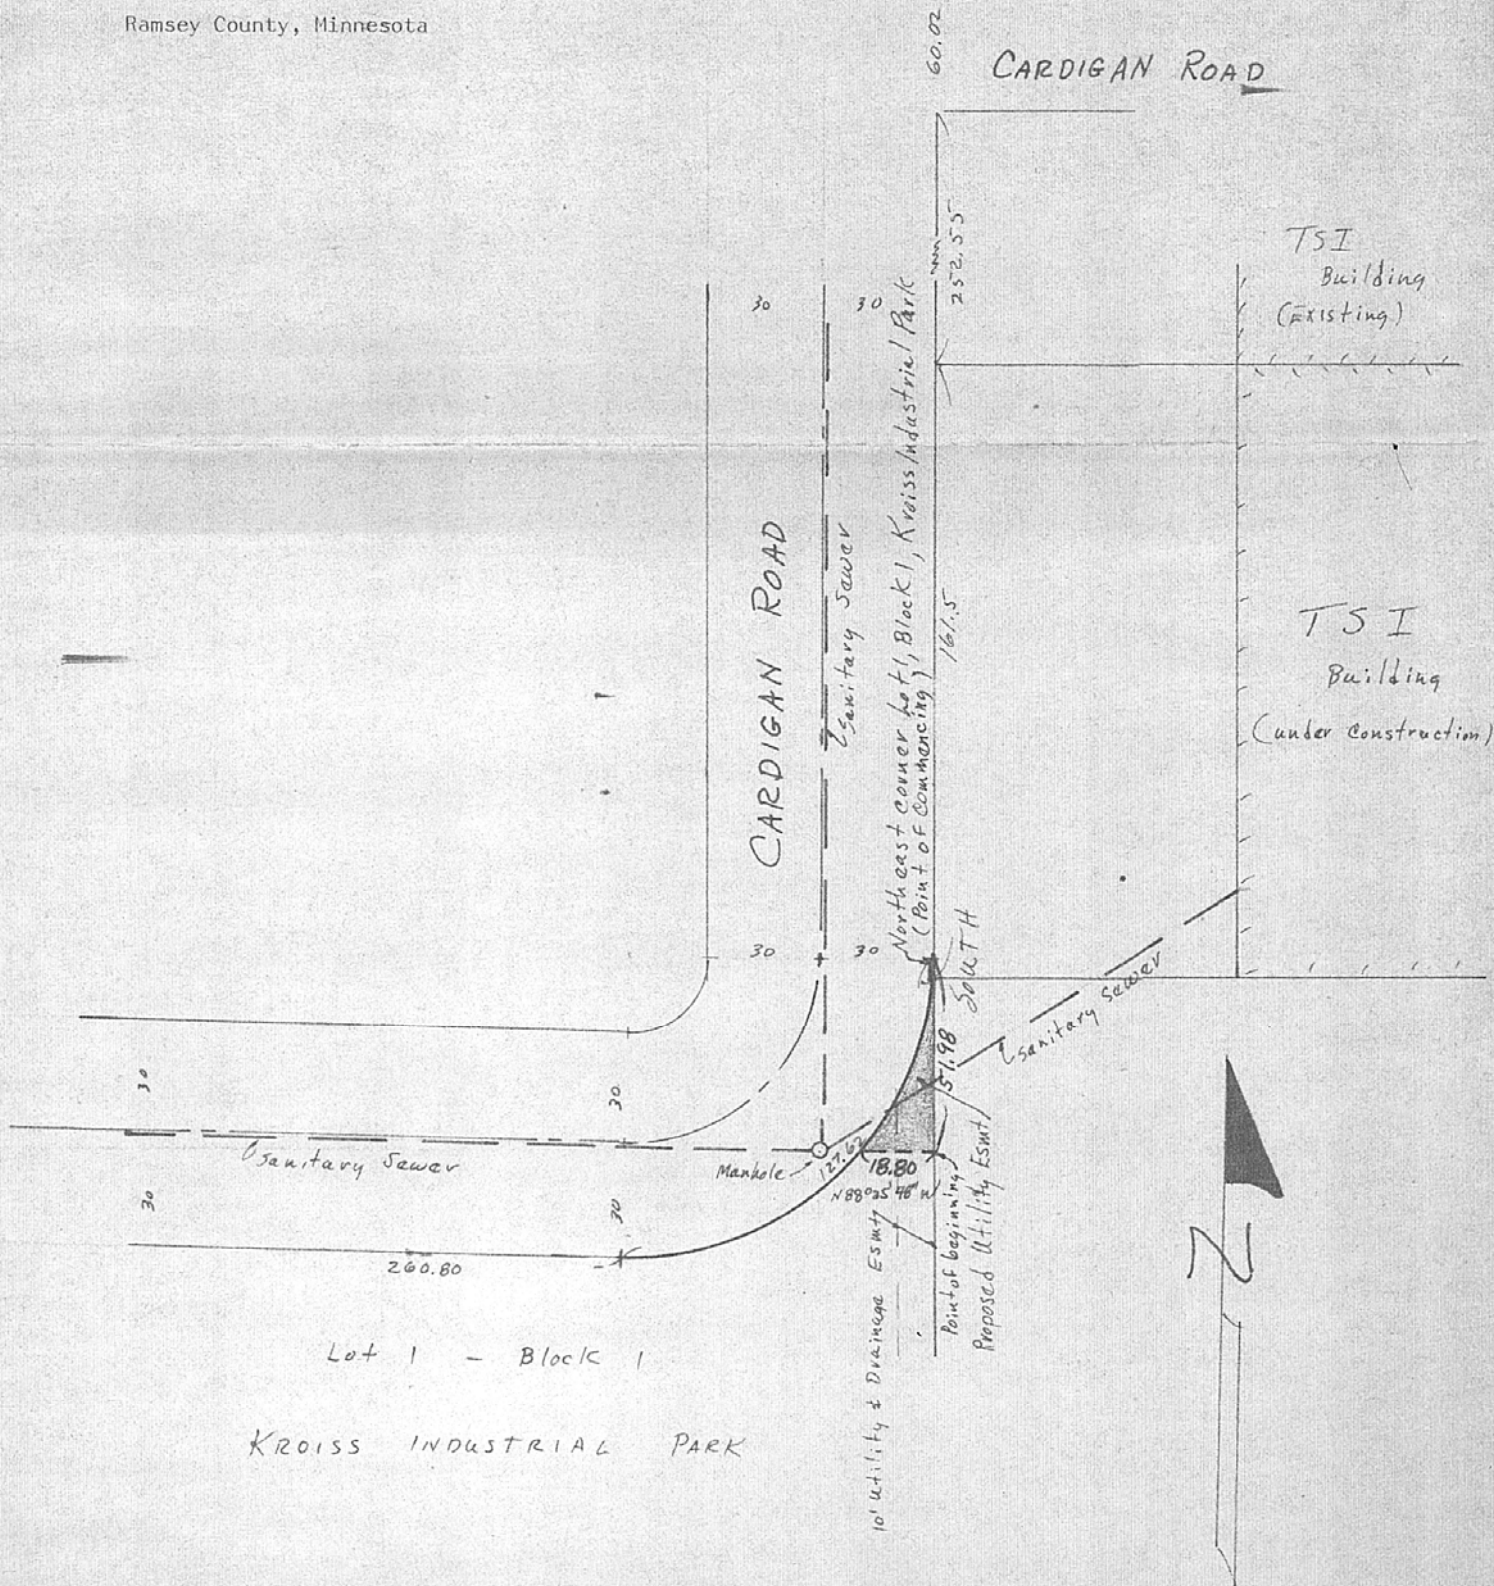 Ramsey County, Minnesota
60.02
CARDIGAN ROAD
252.55
TSI
Building
(Existing)
30
30
Northeast corner Lot 1, Block 1, Kroiss Industrial Park
(Point of Commencing)
CARDIGAN ROAD
Sanitary Sewer
161.5
TSI
Building
(under construction)
30
30
SOUTH
Sanitary Sewer
51.98
30
30
Sanitary Sewer
Manhole
127.62
18.80
N88°25'46"W
30
30
260.80
10' Utility & Drainage Esmt
Point of beginning
Proposed Utility Esmt.
Lot 1 - Block 1
KROISS INDUSTRIAL PARK
N